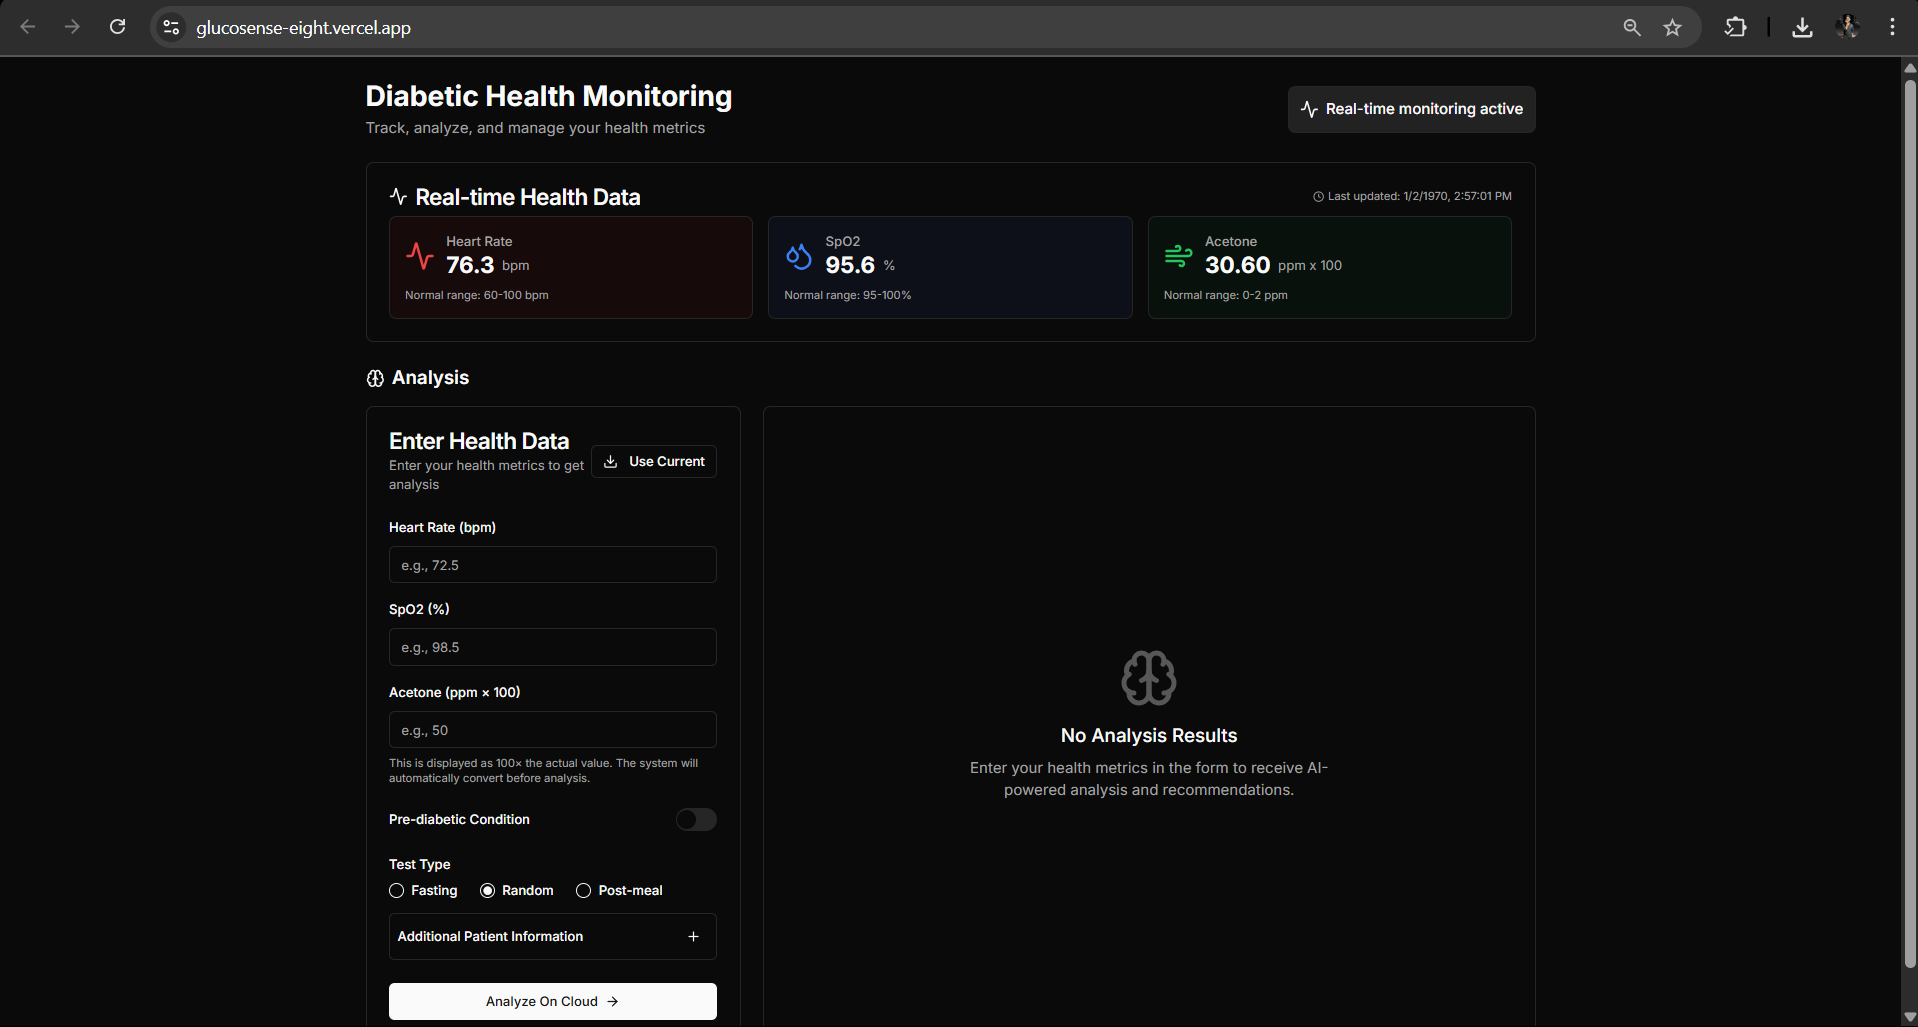 glucosense-eight.vercel.app
Diabetic Health Monitoring
Track, analyze, and manage your health metrics
Real-time monitoring active
Real-time Health Data
Last updated: 1/2/1970, 2:57:01 PM
Heart Rate
76.3 bpm
Normal range: 60-100 bpm
SpO2
95.6 %
Normal range: 95-100%
Acetone
30.60 ppm x 100
Normal range: 0-2 ppm
Analysis
Enter Health Data
Enter your health metrics to get
analysis
Use Current
Heart Rate (bpm)
e.g., 72.5
SpO2 (%)
e.g., 98.5
Acetone (ppm × 100)
e.g., 50
This is displayed as 100× the actual value. The system will
automatically convert before analysis.
Pre-diabetic Condition
Test Type
Fasting Random Post-meal
Additional Patient Information +
Analyze On Cloud →
No Analysis Results
Enter your health metrics in the form to receive AI-
powered analysis and recommendations.